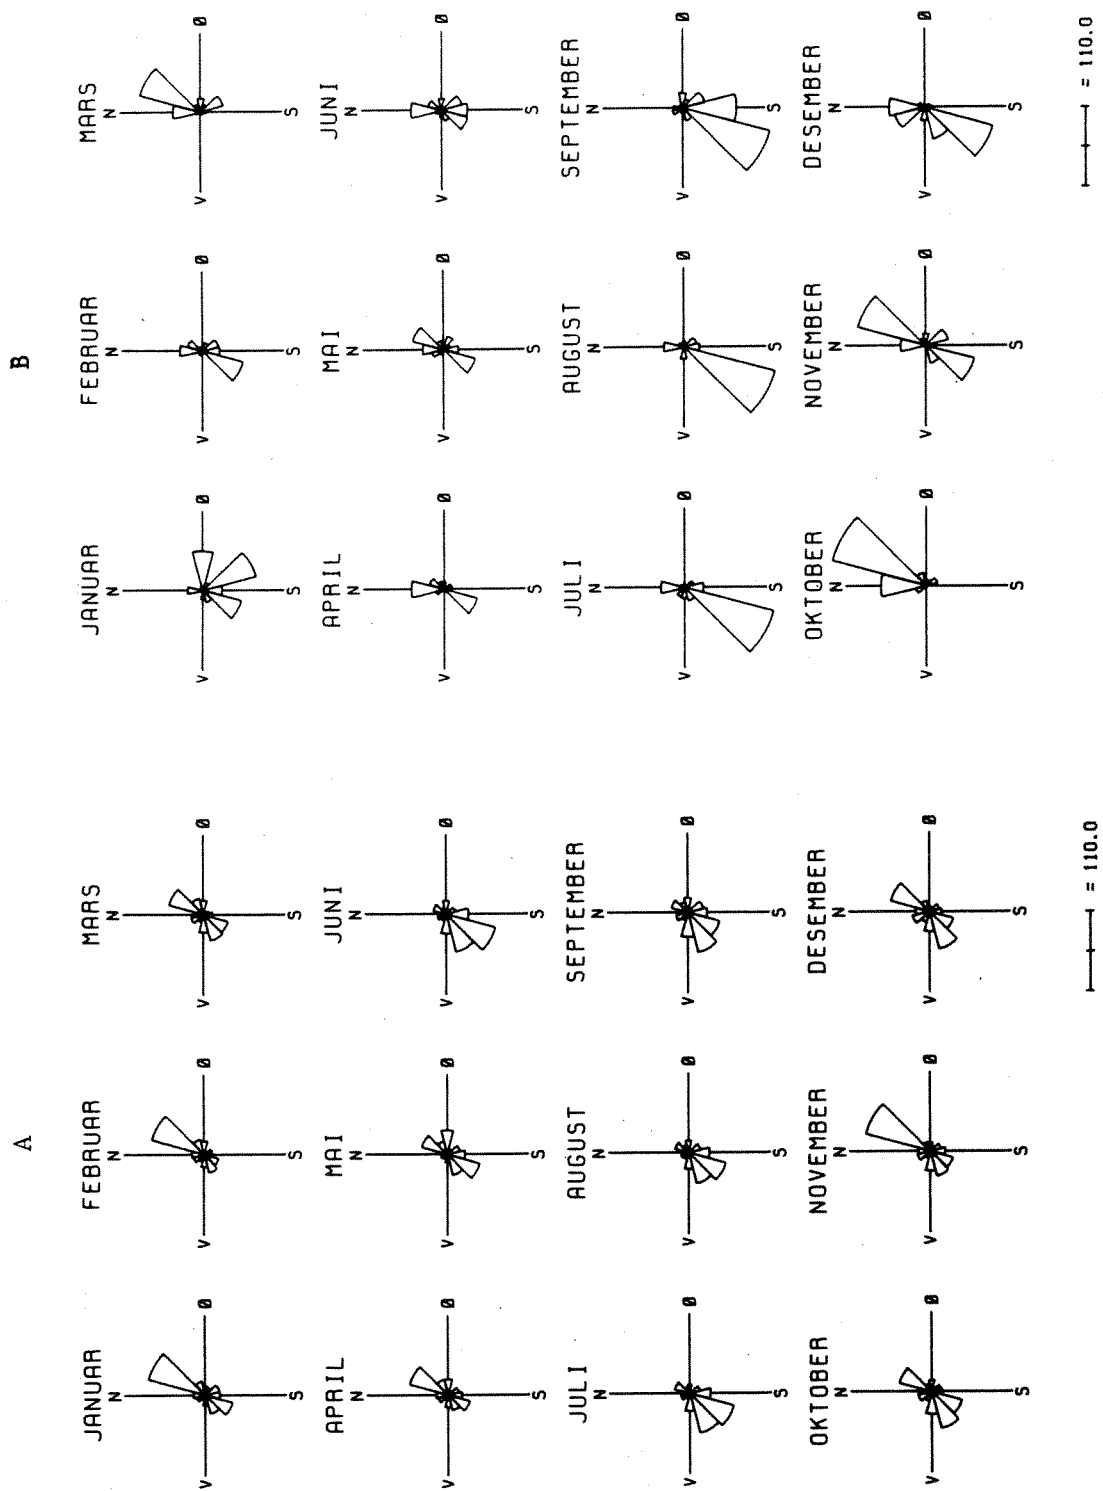 A
JANUAR FEBRUAR MARS
N N N
V Ø V Ø V Ø
S S S
APRIL MAI JUNI
N N N
V Ø V Ø V Ø
S S S
JULI AUGUST SEPTEMBER
N N N
V Ø V Ø V Ø
S S S
OKTOBER NOVEMBER DESEMBER
N N N
V Ø V Ø V Ø
S S S
= 110.0
B
JANUAR FEBRUAR MARS
N N N
V Ø V Ø V Ø
S S S
APRIL MAI JUNI
N N N
V Ø V Ø V Ø
S S S
JULI AUGUST SEPTEMBER
N N N
V Ø V Ø V Ø
S S S
OKTOBER NOVEMBER DESEMBER
N N N
V Ø V Ø V Ø
S S S
= 110.0